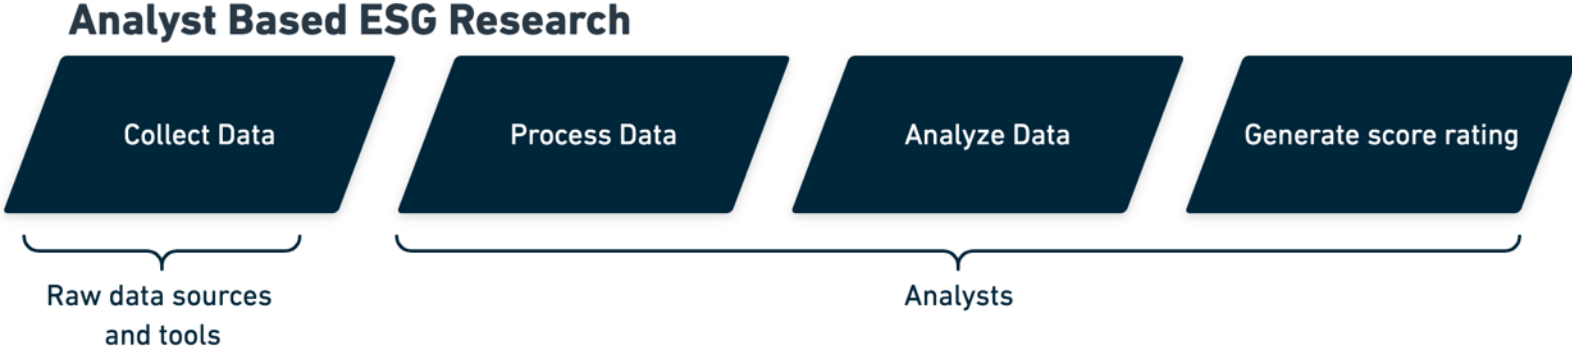 Analyst Based ESG Research
Collect Data
Process Data
Analyze Data
Generate score rating
Raw data sources
and tools
Analysts